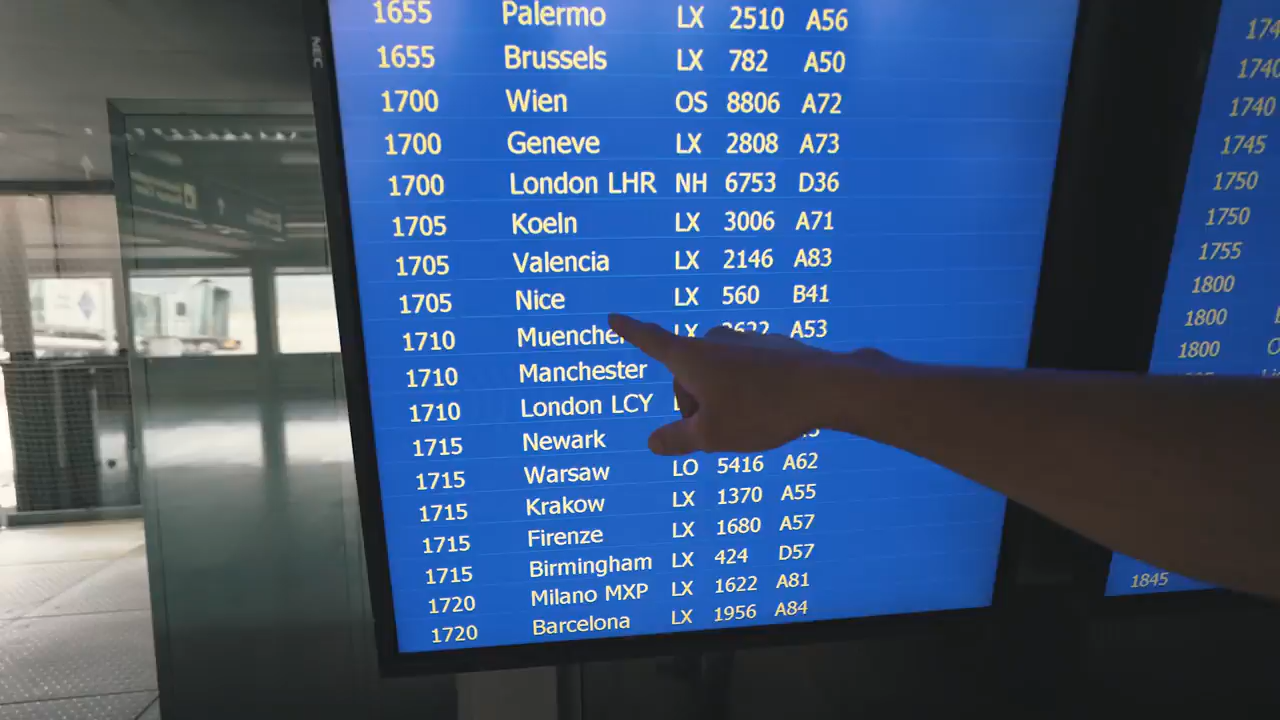 NEC
1655 Palermo LX 2510 A56
1655 Brussels LX 782 A50
1700 Wien OS 8806 A72
1700 Geneve LX 2808 A73
1700 London LHR NH 6753 D36
1705 Koeln LX 3006 A71
1705 Valencia LX 2146 A83
1705 Nice LX 560 B41
1710 Muenchen LX A53
1710 Manchester
1710 London LCY
1715 Newark
1715 Warsaw LO 5416 A62
1715 Krakow LX 1370 A55
1715 Firenze LX 1680 A57
1715 Birmingham LX 424 D57
1720 Milano MXP LX 1622 A81
1720 Barcelona LX 1956 A84
1740
1740
1745
1750
1750
1755
1800
1800
1800
1845